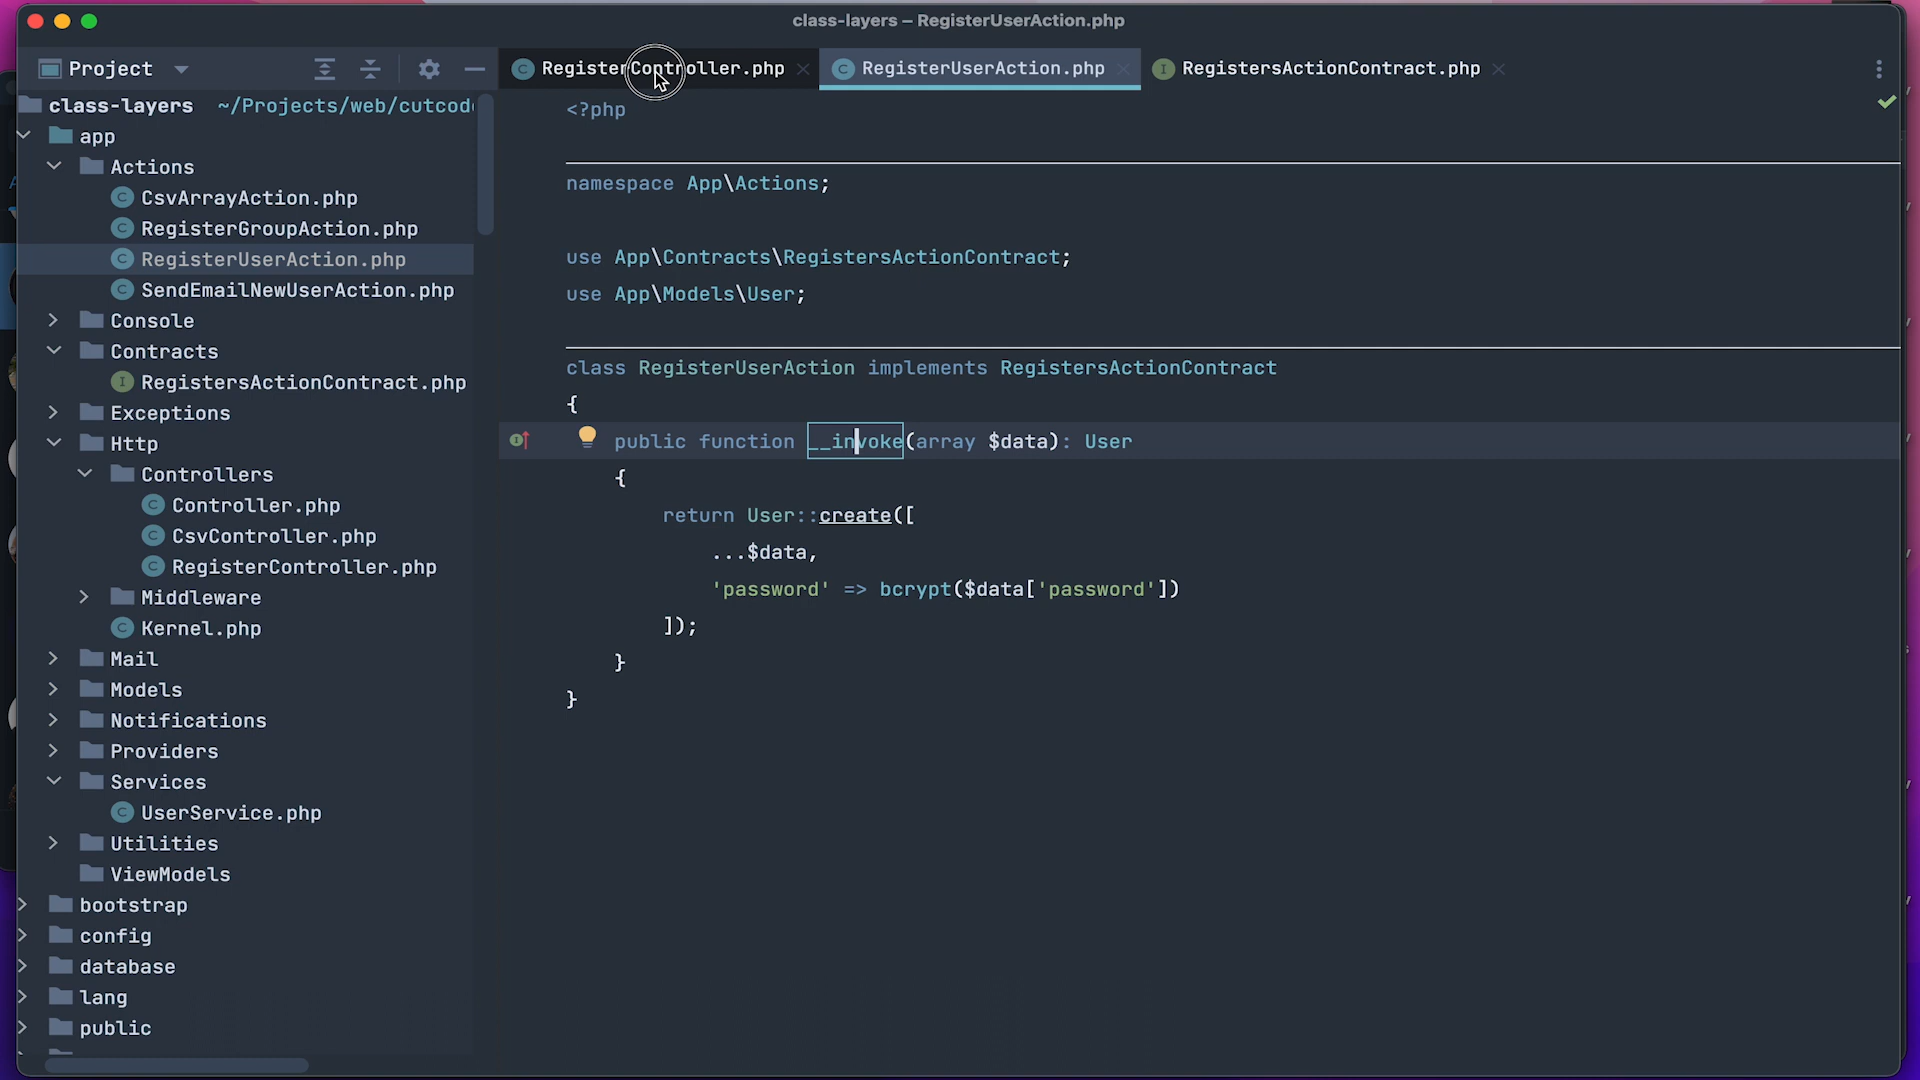 class-layers – RegisterUserAction.php
Project
RegisterController.php
RegisterUserAction.php
RegistersActionContract.php
class-layers ~/Projects/web/cutcod
app
Actions
CsvArrayAction.php
RegisterGroupAction.php
RegisterUserAction.php
SendEmailNewUserAction.php
Console
Contracts
RegistersActionContract.php
Exceptions
Http
Controllers
Controller.php
CsvController.php
RegisterController.php
Middleware
Kernel.php
Mail
Models
Notifications
Providers
Services
UserService.php
Utilities
ViewModels
bootstrap
config
database
lang
public
<?php
namespace App\Actions;
use App\Contracts\RegistersActionContract;
use App\Models\User;
class RegisterUserAction implements RegistersActionContract
{
public function __invoke(array $data): User
{
return User::create([
...$data,
'password' => bcrypt($data['password'])
]);
}
}